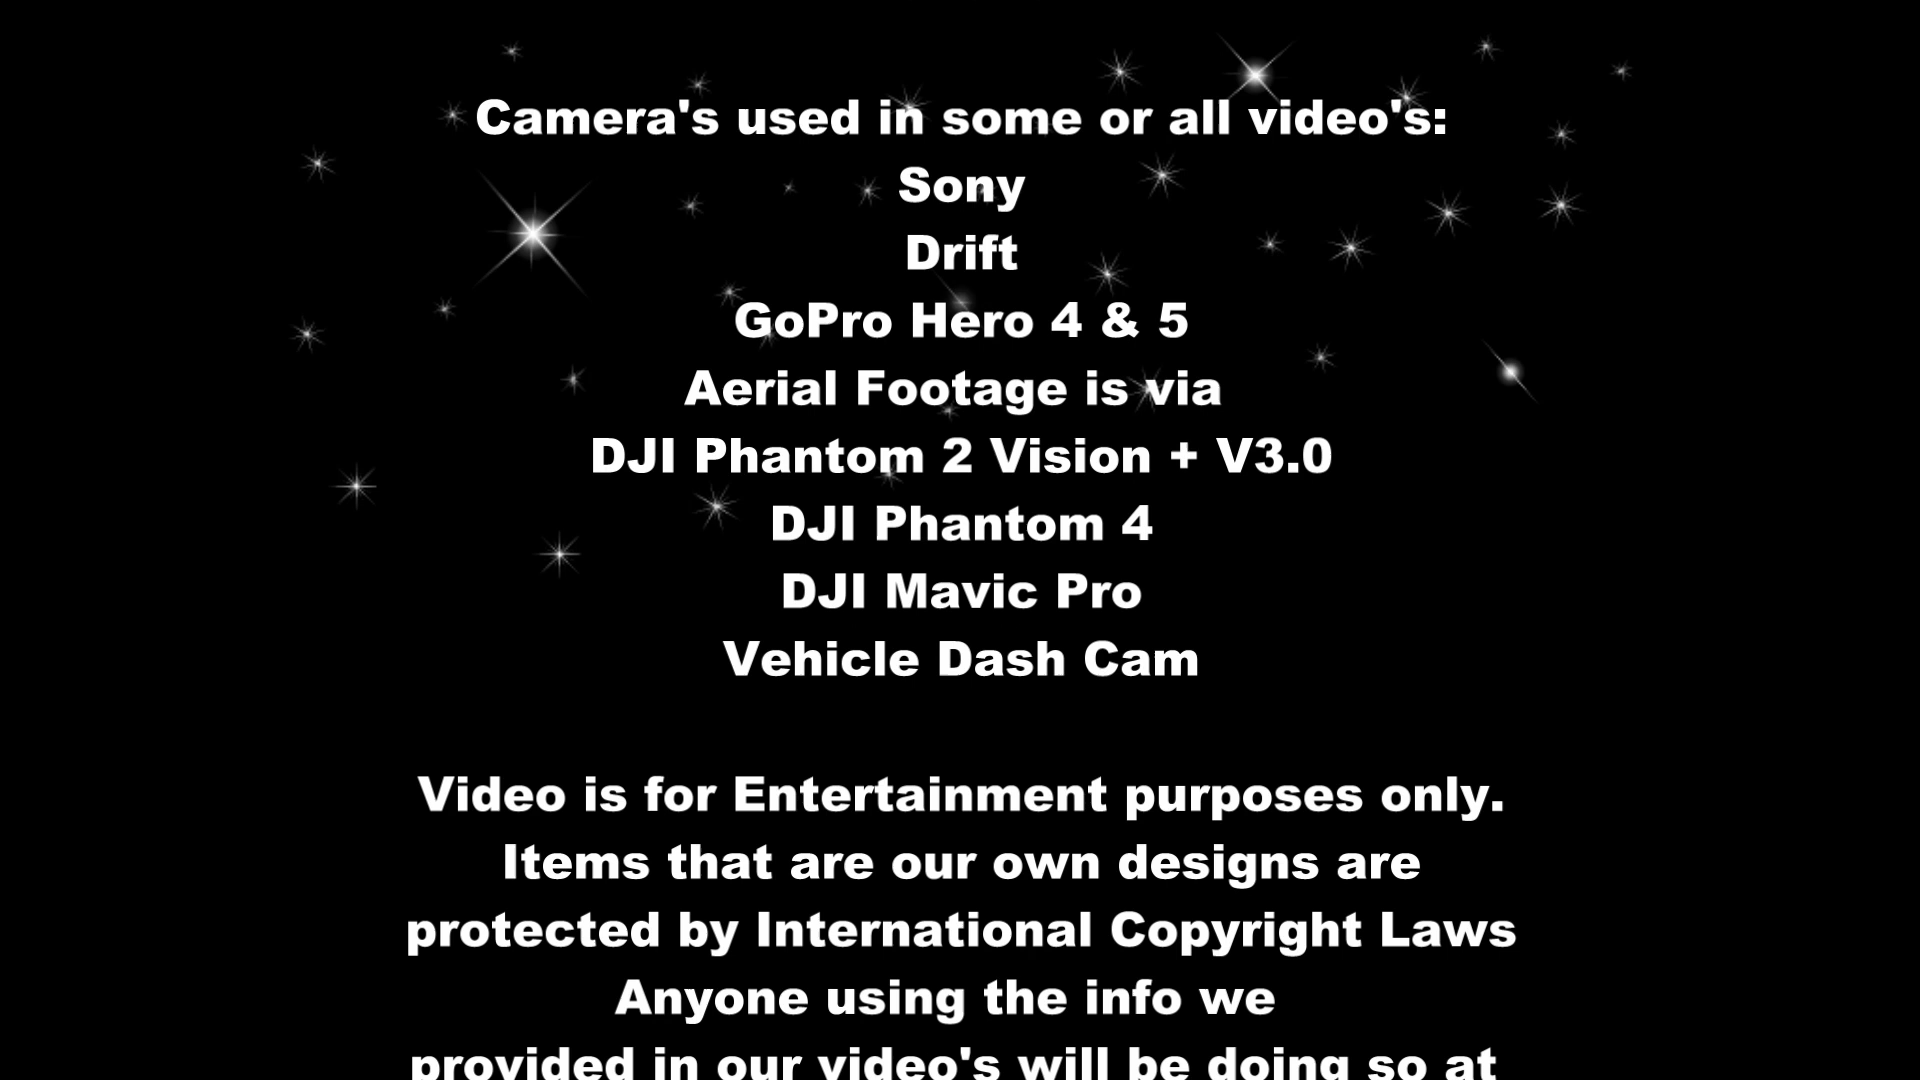 Camera's used in some or all video's:
Sony
Drift
GoPro Hero 4 & 5
Aerial Footage is via
DJI Phantom 2 Vision + V3.0
DJI Phantom 4
DJI Mavic Pro
Vehicle Dash Cam
Video is for Entertainment purposes only.
Items that are our own designs are
protected by International Copyright Laws
Anyone using the info we
provided in our video's will be doing so at